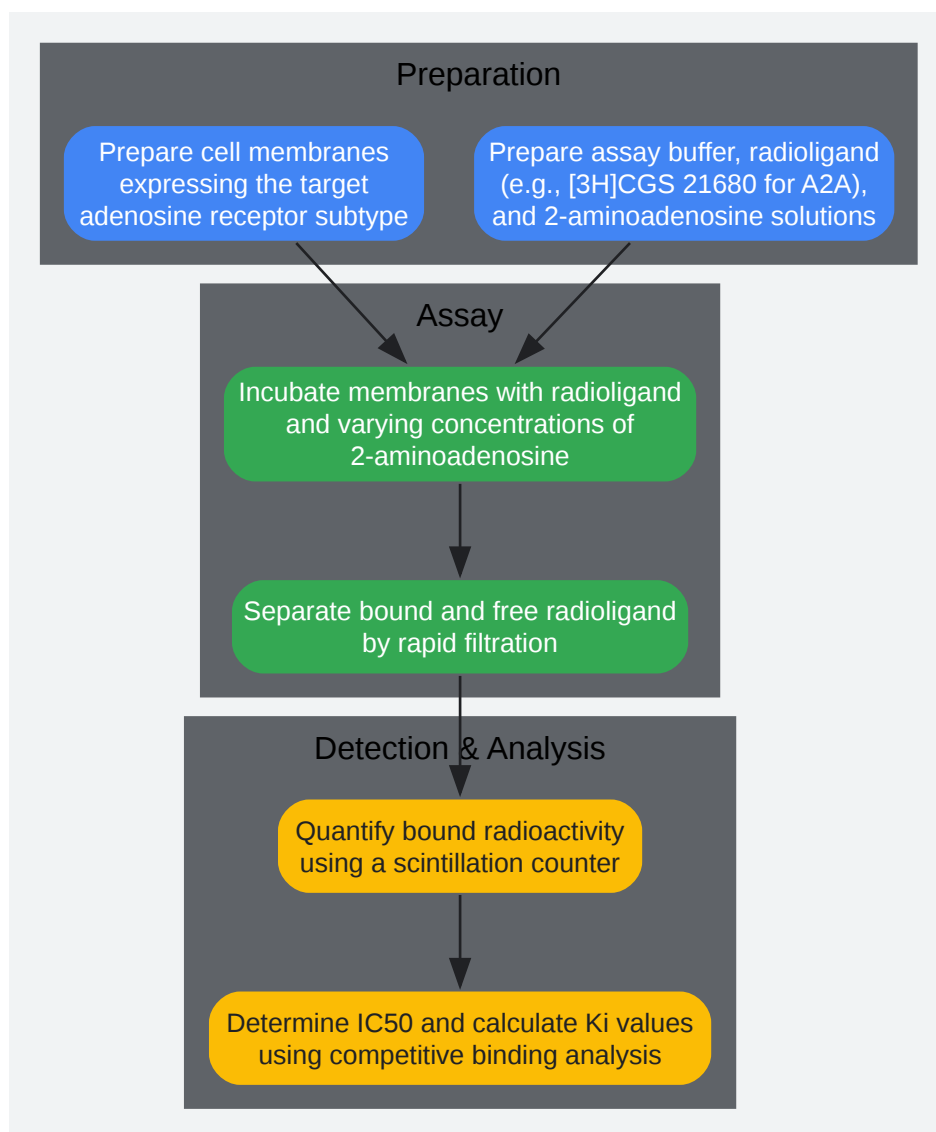 Preparation
Prepare cell membranes
expressing the target
adenosine receptor subtype
Prepare assay buffer, radioligand
(e.g., [3H]CGS 21680 for A2A),
and 2-aminoadenosine solutions
Assay
Incubate membranes with radioligand
and varying concentrations of
2-aminoadenosine
Separate bound and free radioligand
by rapid filtration
Detection & Analysis
Quantify bound radioactivity
using a scintillation counter
Determine IC50 and calculate Ki values
using competitive binding analysis